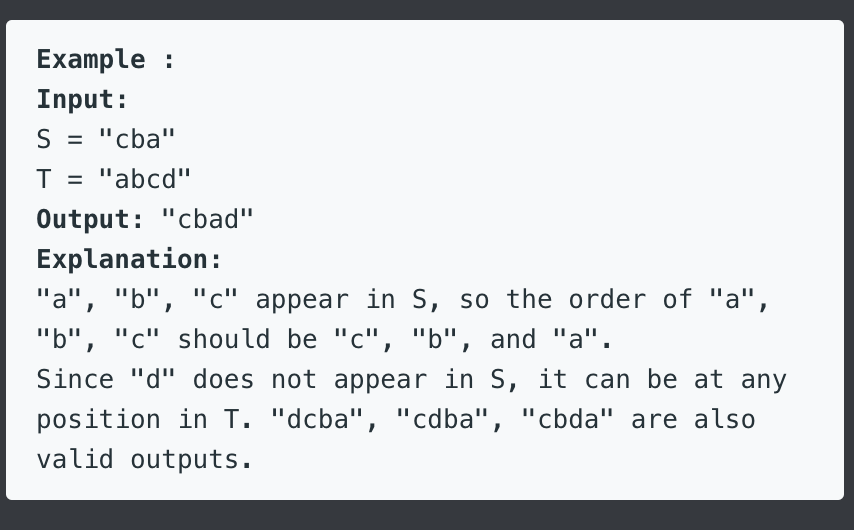 Example :
Input:
S = "cba"
T = "abcd"
Output: "cbad"
Explanation:
"a", "b", "c" appear in S, so the order of "a",
"b", "c" should be "c", "b", and "a".
Since "d" does not appear in S, it can be at any
position in T. "dcba", "cdba", "cbda" are also
valid outputs.